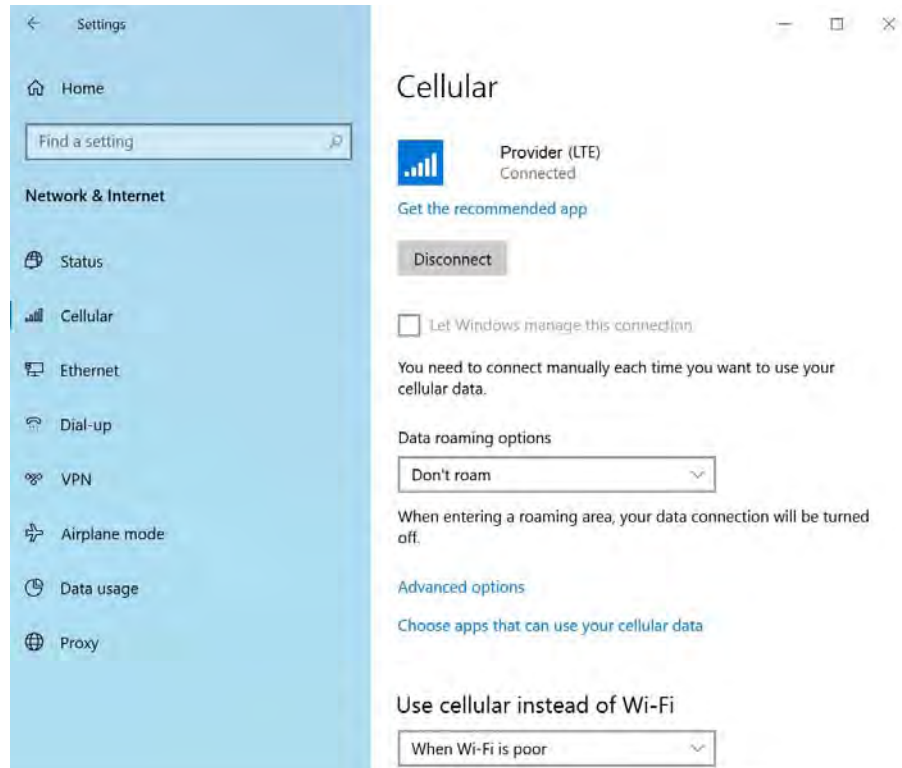 Settings
Home
Find a setting
Network & Internet
Status
Cellular
Ethernet
Dial-up
VPN
Airplane mode
Data usage
Proxy
Cellular
Provider (LTE)
Connected
Get the recommended app
Disconnect
Let Windows manage this connection
You need to connect manually each time you want to use your
cellular data.
Data roaming options
Don't roam
When entering a roaming area, your data connection will be turned
off.
Advanced options
Choose apps that can use your cellular data
Use cellular instead of Wi-Fi
When Wi-Fi is poor